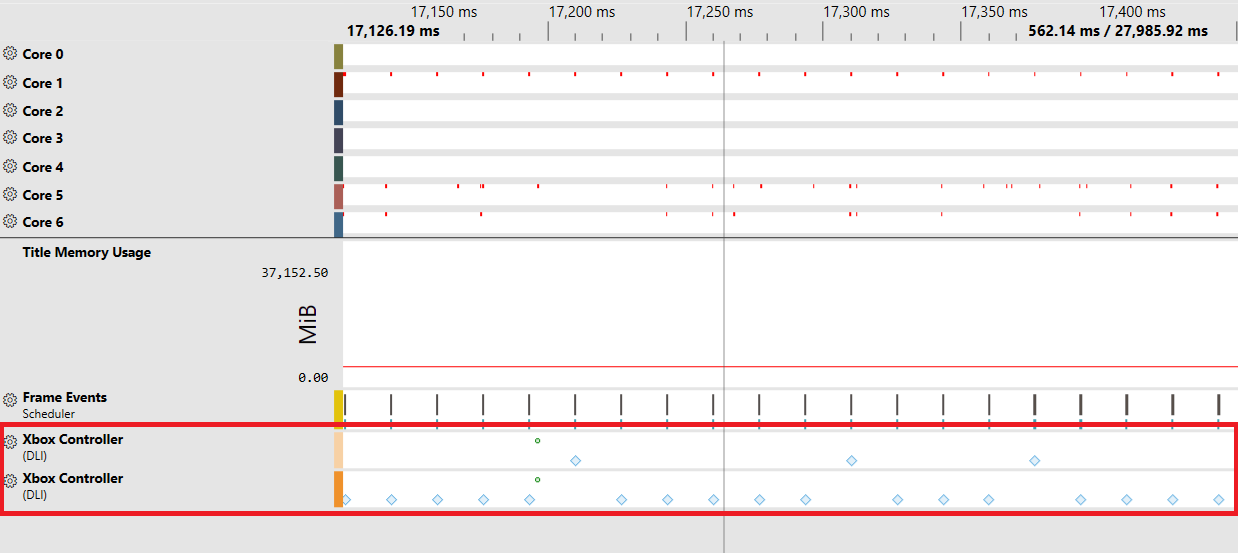 17,150 ms 17,200 ms 17,250 ms 17,300 ms 17,350 ms 17,400 ms
17,126.19 ms 562.14 ms / 27,985.92 ms
Core 0
Core 1
Core 2
Core 3
Core 4
Core 5
Core 6
Title Memory Usage
37,152.50
MiB
0.00
Frame Events
Scheduler
Xbox Controller
(DLI)
Xbox Controller
(DLI)